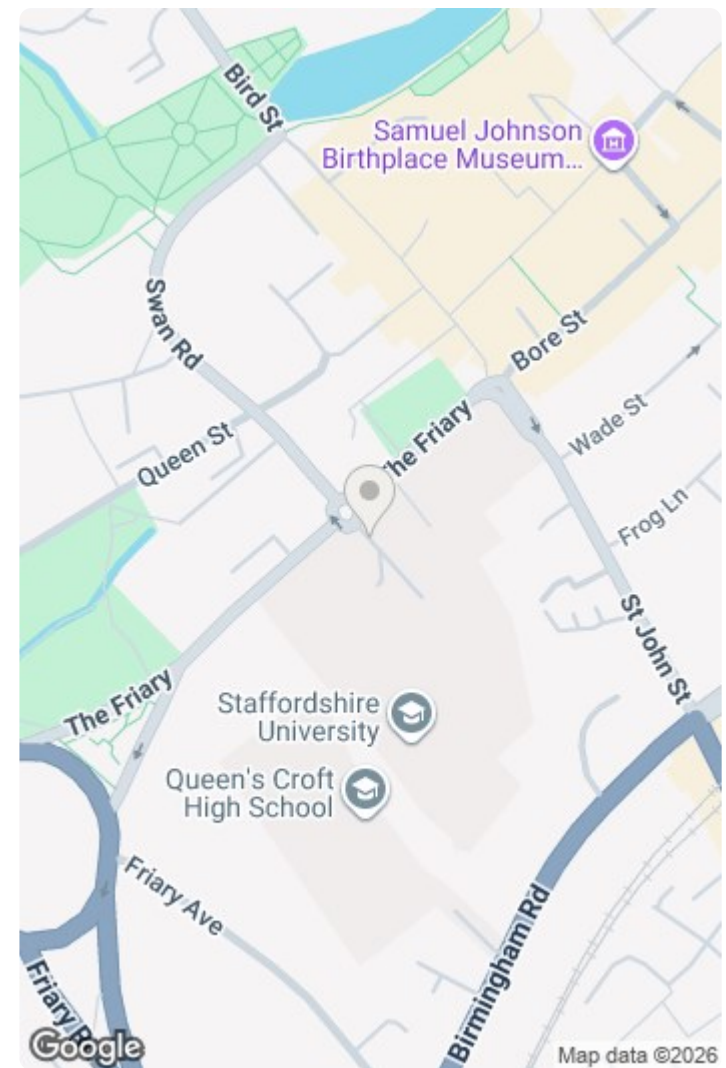 Bird St
Samuel Johnson
Birthplace Museum...
Swan Rd
Bore St
Queen St
The Friary
Wade St
Frog Ln
St John St
The Friary
Staffordshire
University
Queen's Croft
High School
Friary Ave
Birmingham Rd
Friary R
Google
Map data ©2026